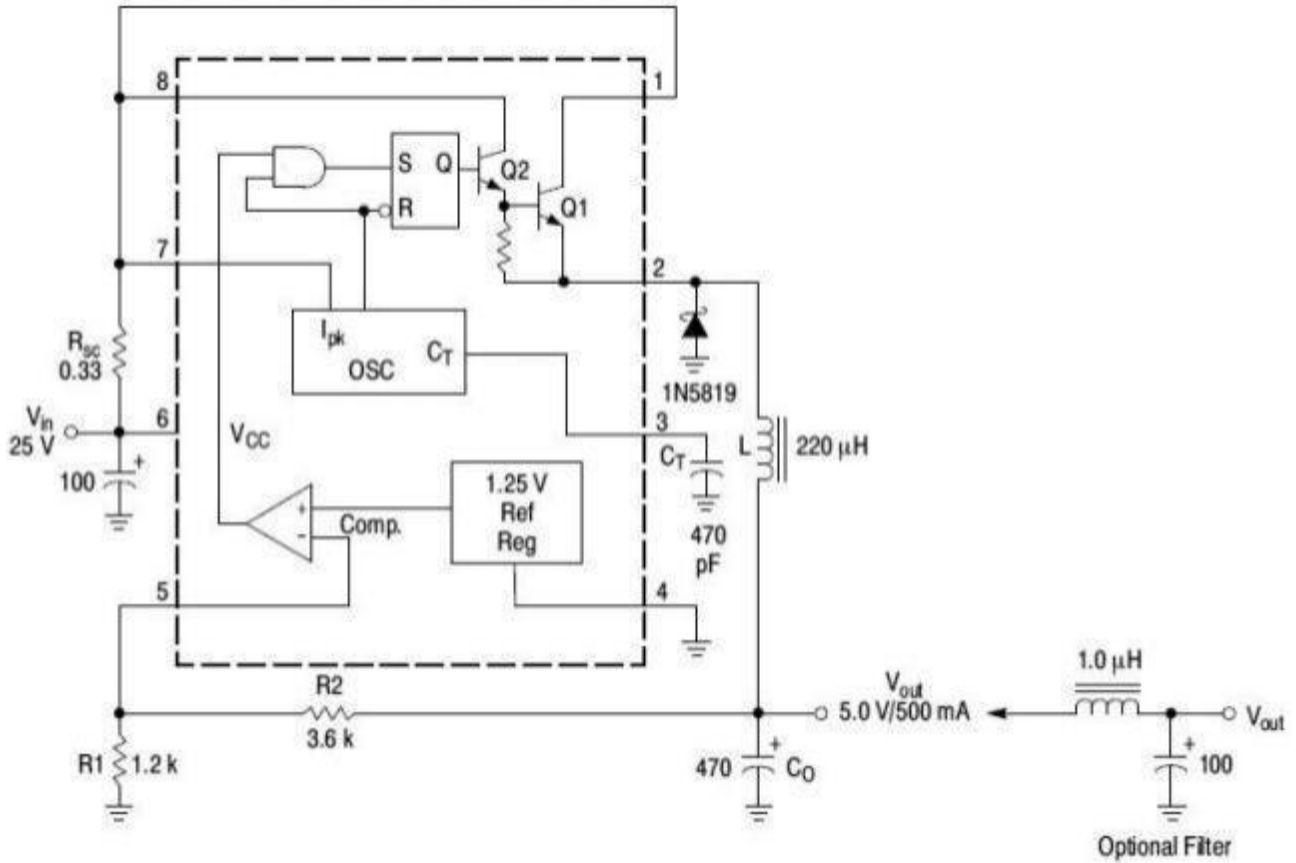 8
1
S
Q
R
Q2
Q1
7
2
Rsc
0.33
Ipk
CT
OSC
1N5819
Vin
25 V
6
VCC
3
CT
L
220 µH
100
+
+
-
Comp.
1.25 V
Ref
Reg
470
pF
5
4
R2
3.6 k
Vout
5.0 V/500 mA
1.0 µH
Vout
R1
1.2 k
470
+
CO
+
100
Optional Filter